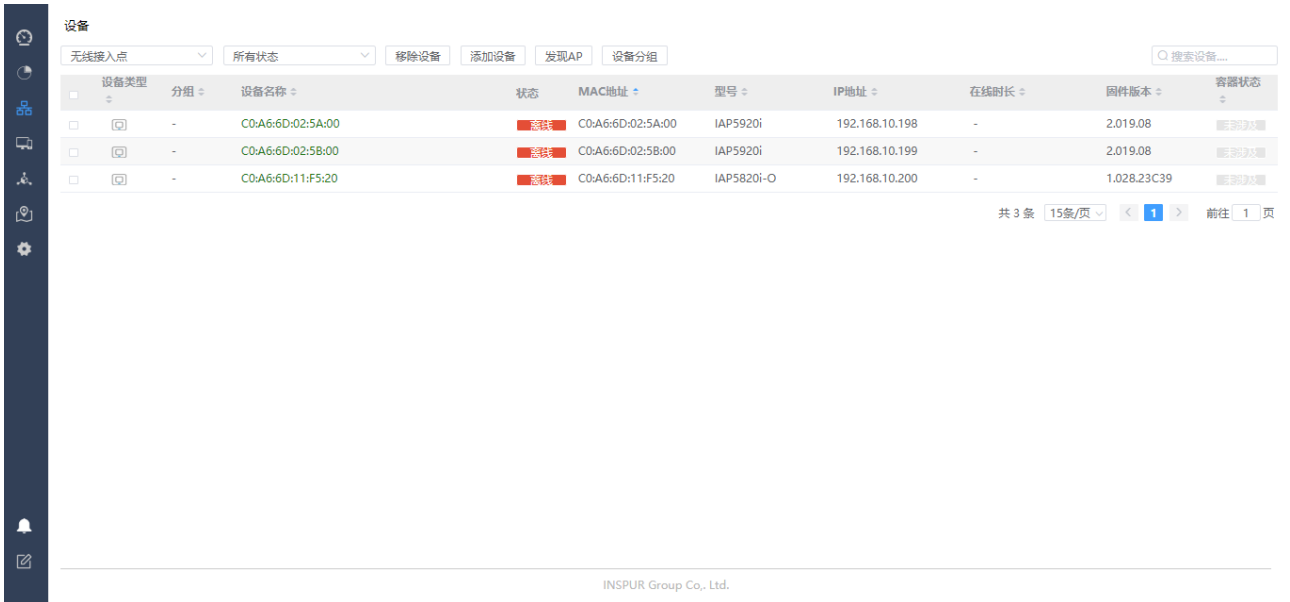 设备
无线接入点 所有状态 移除设备 添加设备 发现AP 设备分组 搜索设备....
设备类型 分组 设备名称 状态 MAC地址 型号 IP地址 在线时长 固件版本 容器状态
- C0:A6:6D:02:5A:00 离线 C0:A6:6D:02:5A:00 IAP5920i 192.168.10.198 - 2.019.08
- C0:A6:6D:02:5B:00 离线 C0:A6:6D:02:5B:00 IAP5920i 192.168.10.199 - 2.019.08
- C0:A6:6D:11:F5:20 离线 C0:A6:6D:11:F5:20 IAP5820i-O 192.168.10.200 - 1.028.23C39
共 3 条 15条/页 1 前往 1 页
INSPUR Group Co,. Ltd.